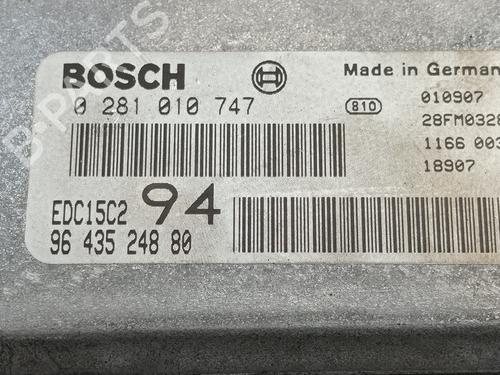 BOSCH
Made in German
0 281 010 747
810
010907
28FM0328
1166 003
18907
EDC15C2 94
96 435 248 80
B-PARTS